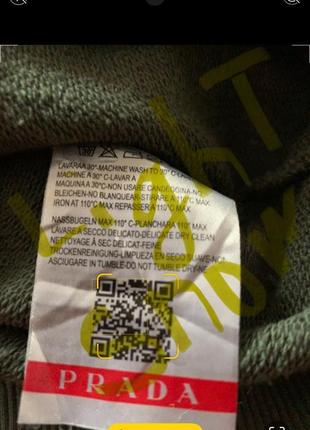 LAVARAA 30°-MACHINE WASH TO 30° C-LAV
MACHINE A 30° C-LAVAR A
MAQUINA A 30°C-NON USARE CANDEGGINA-NO
BLEICHEN-NO BLANQUEAR-STIRARE A 110°C MAX
IRON AT 110°C MAX REPASSER A 110°C MAX
NASSBUGELN MAX 110° C-PLANCHARA 110° MAX
LAVARE A SECCO DELICATO-DELICATE DRY CLEAN
NETTOYAGE À SEC DELICAT-FEINE
TROCKENREINIGUNG-LIMPIEZA EN SECO SUAVE-NO
ASCIUGARE IN TUMBLE-DO NOT TUMBLE DRY-NE
PRADA